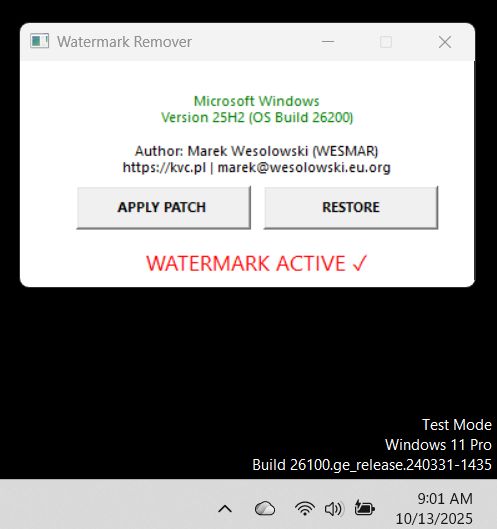 Watermark Remover
Microsoft Windows
Version 25H2 (OS Build 26200)
Author: Marek Wesolowski (WESMAR)
https://kvc.pl | marek@wesolowski.eu.org
APPLY PATCH
RESTORE
WATERMARK ACTIVE ✓
Test Mode
Windows 11 Pro
Build 26100.ge_release.240331-1435
9:01 AM
10/13/2025